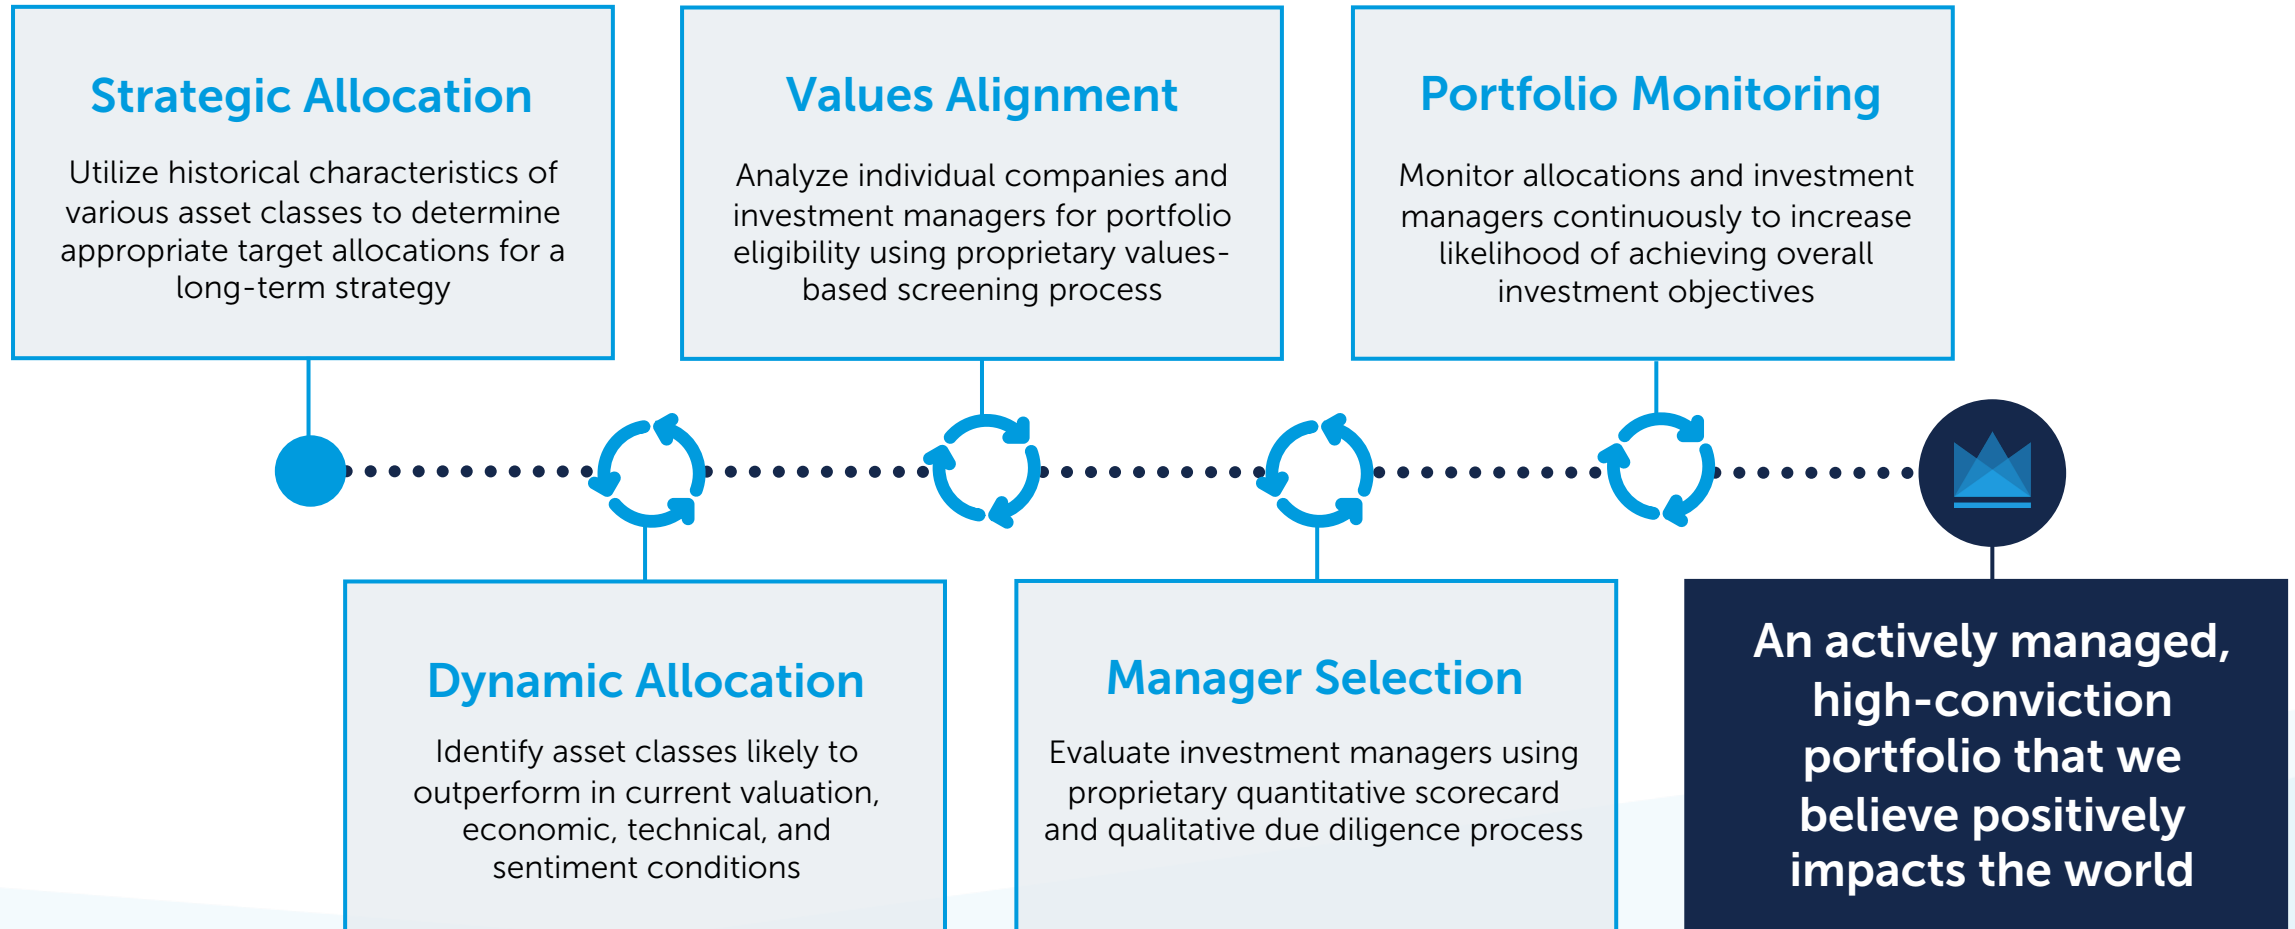 Strategic Allocation
Utilize historical characteristics of
various asset classes to determine
appropriate target allocations for a
long-term strategy
Dynamic Allocation
Identify asset classes likely to
outperform in current valuation,
economic, technical, and
sentiment conditions
Values Alignment
Analyze individual companies and
investment managers for portfolio
eligibility using proprietary values-
based screening process
Manager Selection
Evaluate investment managers using
proprietary quantitative scorecard
and qualitative due diligence process
Portfolio Monitoring
Monitor allocations and investment
managers continuously to increase
likelihood of achieving overall
investment objectives
An actively managed,
high-conviction
portfolio that we
believe positively
impacts the world